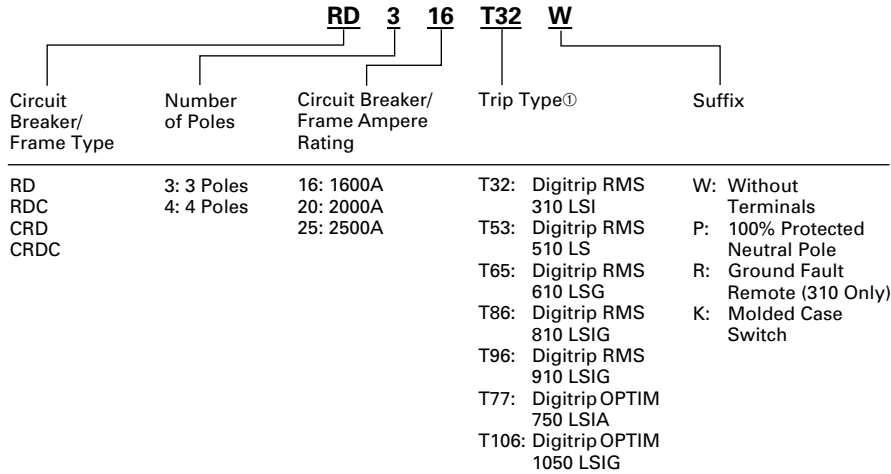 RD 3 16 T32 W
Circuit
Breaker/
Frame Type
Number
of Poles
Circuit Breaker/
Frame Ampere
Rating
Trip Type①
Suffix
RD
RDC
CRD
CRDC
3: 3 Poles
4: 4 Poles
16: 1600A
20: 2000A
25: 2500A
T32: Digitrip RMS
310 LSI
T53: Digitrip RMS
510 LS
T65: Digitrip RMS
610 LSG
T86: Digitrip RMS
810 LSIG
T96: Digitrip RMS
910 LSIG
T77: Digitrip OPTIM
750 LSIA
T106: Digitrip OPTIM
1050 LSIG
W: Without
Terminals
P: 100% Protected
Neutral Pole
R: Ground Fault
Remote (310 Only)
K: Molded Case
Switch